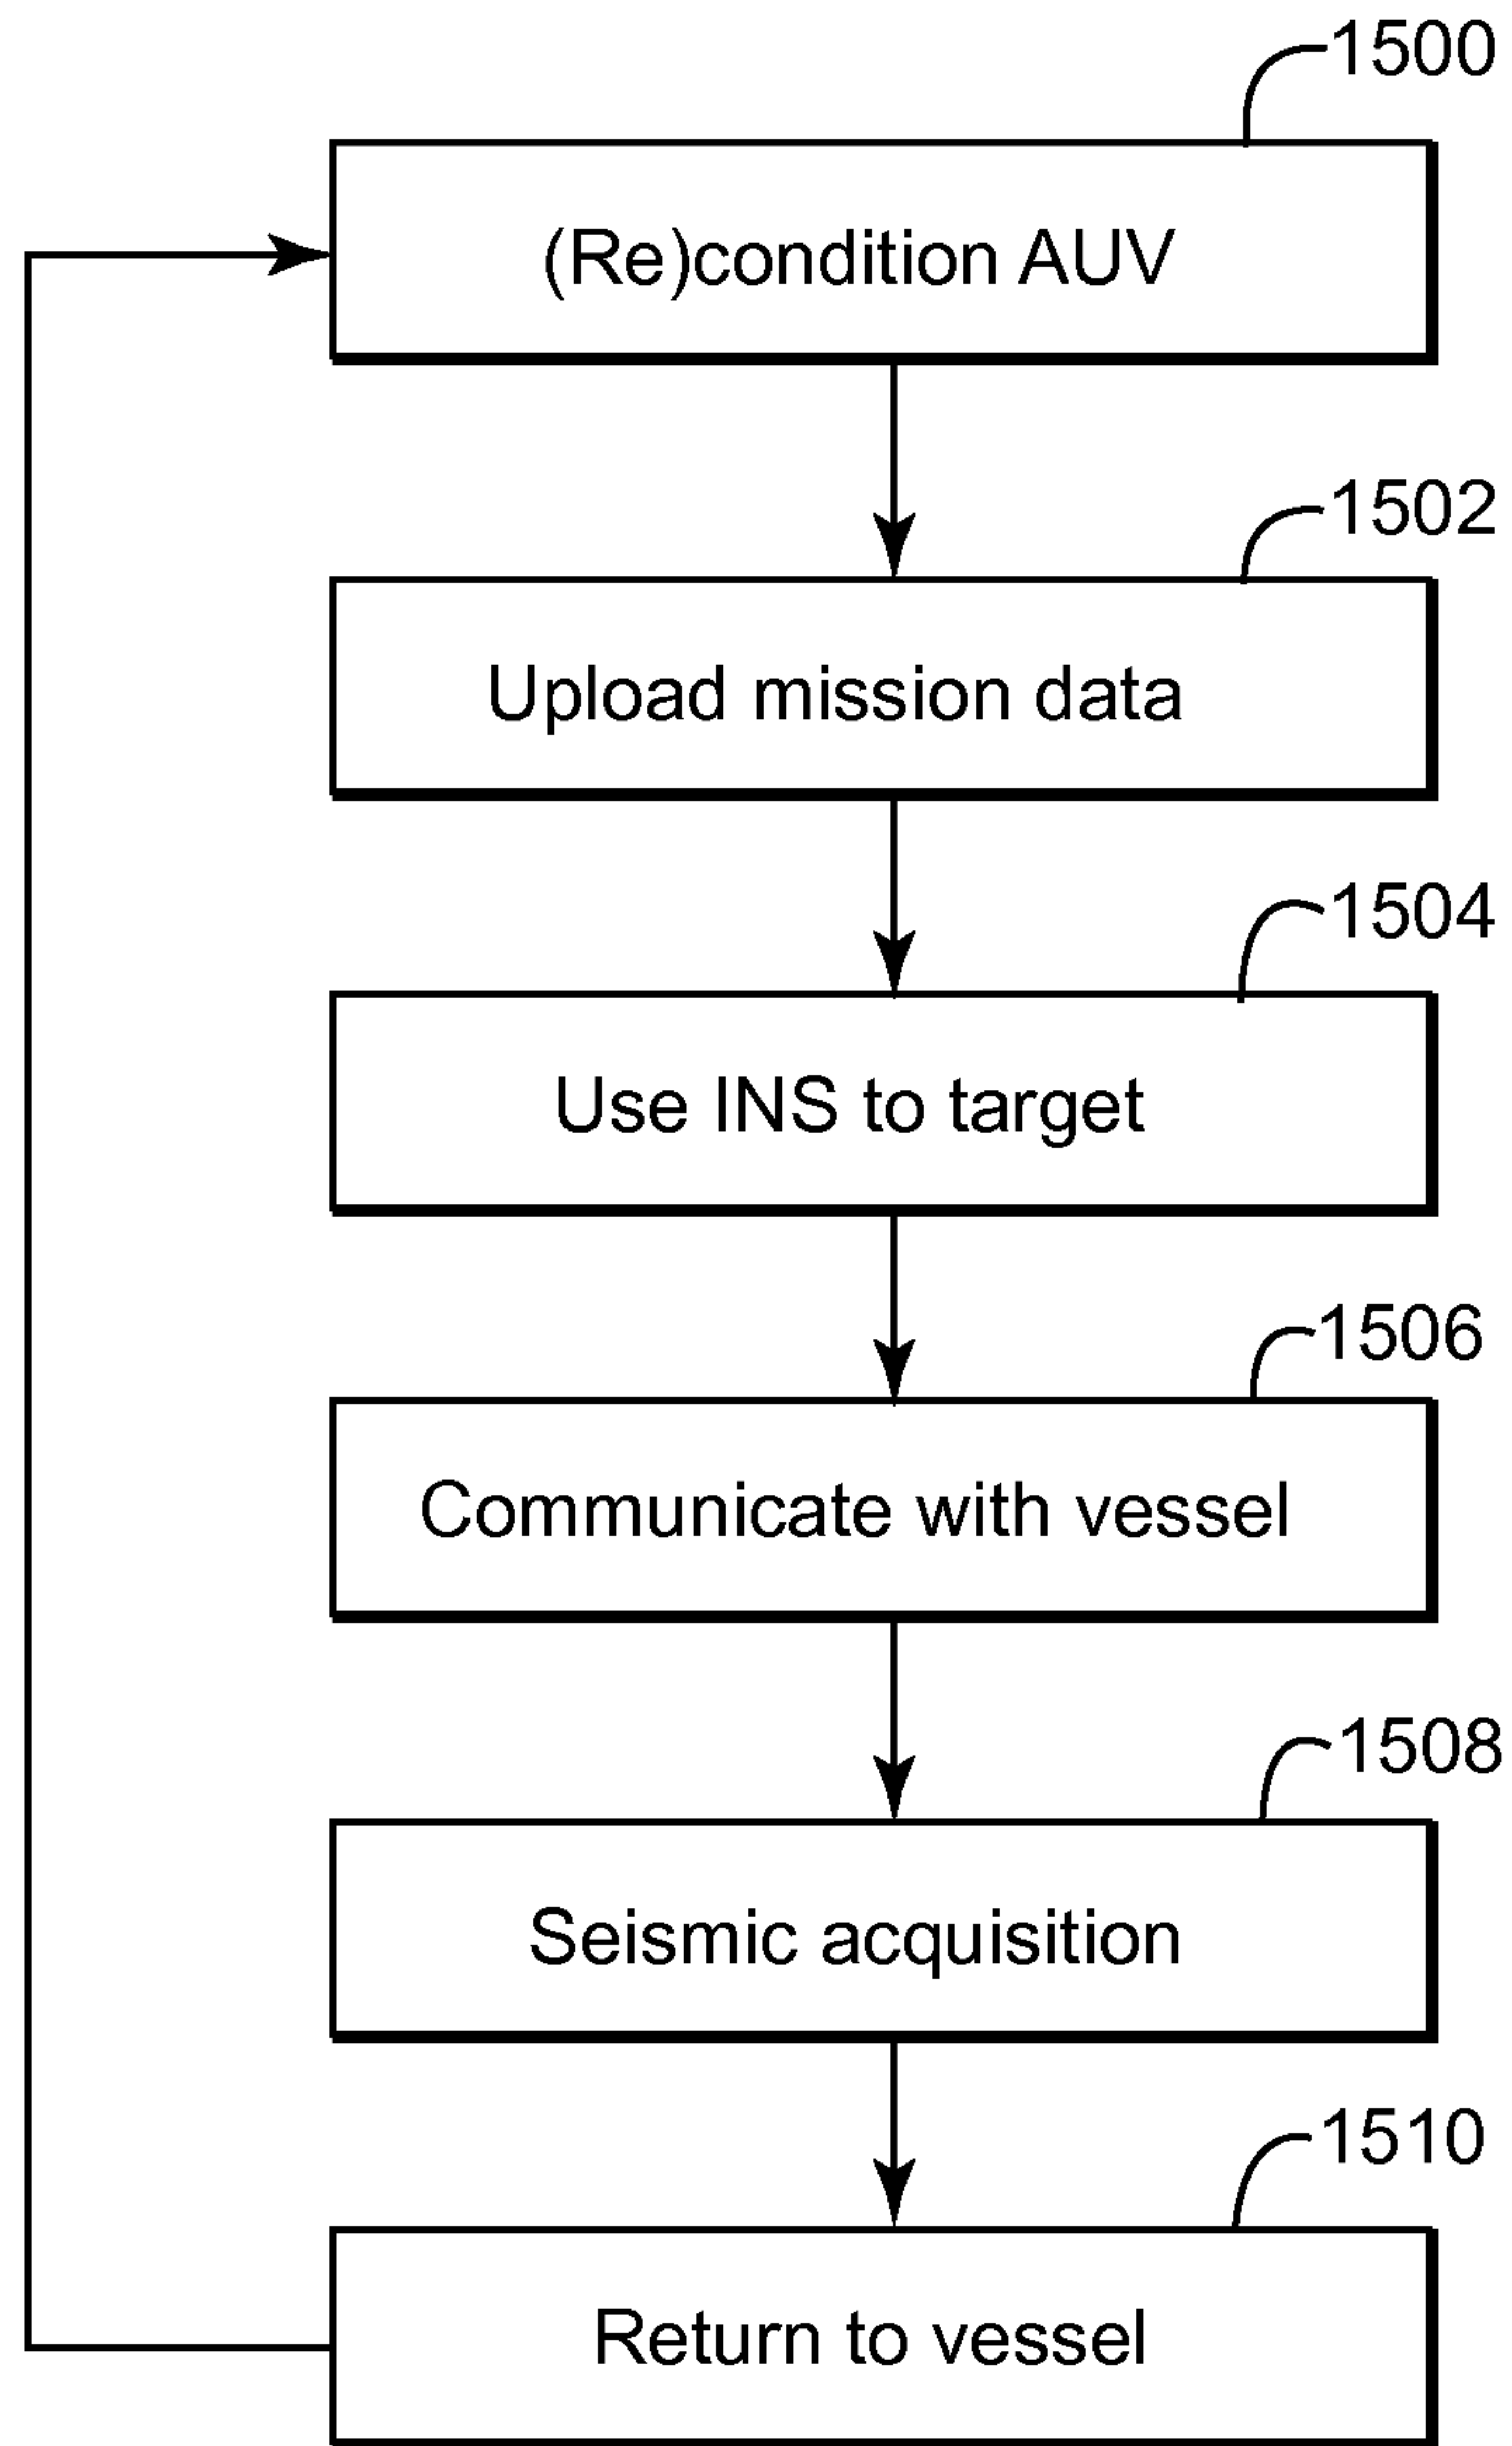 1500
(Re)condition AUV
1502
Upload mission data
1504
Use INS to target
1506
Communicate with vessel
1508
Seismic acquisition
1510
Return to vessel